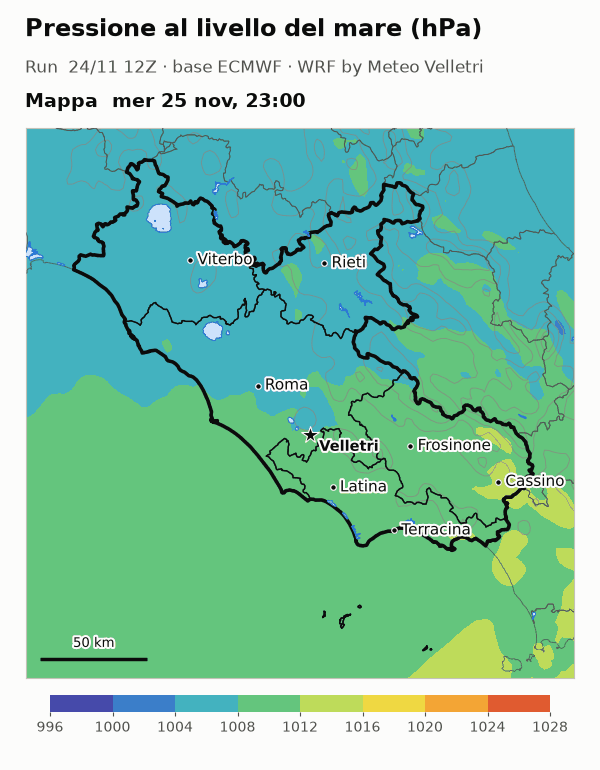 Pressione al livello del mare (hPa)
Run  24/11 12Z · base ECMWF · WRF by Meteo Velletri
Mappa  mer 25 nov, 23:00
Viterbo
Rieti
Roma
Velletri
Frosinone
Cassino
Latina
Terracina
50 km
996 1000 1004 1008 1012 1016 1020 1024 1028